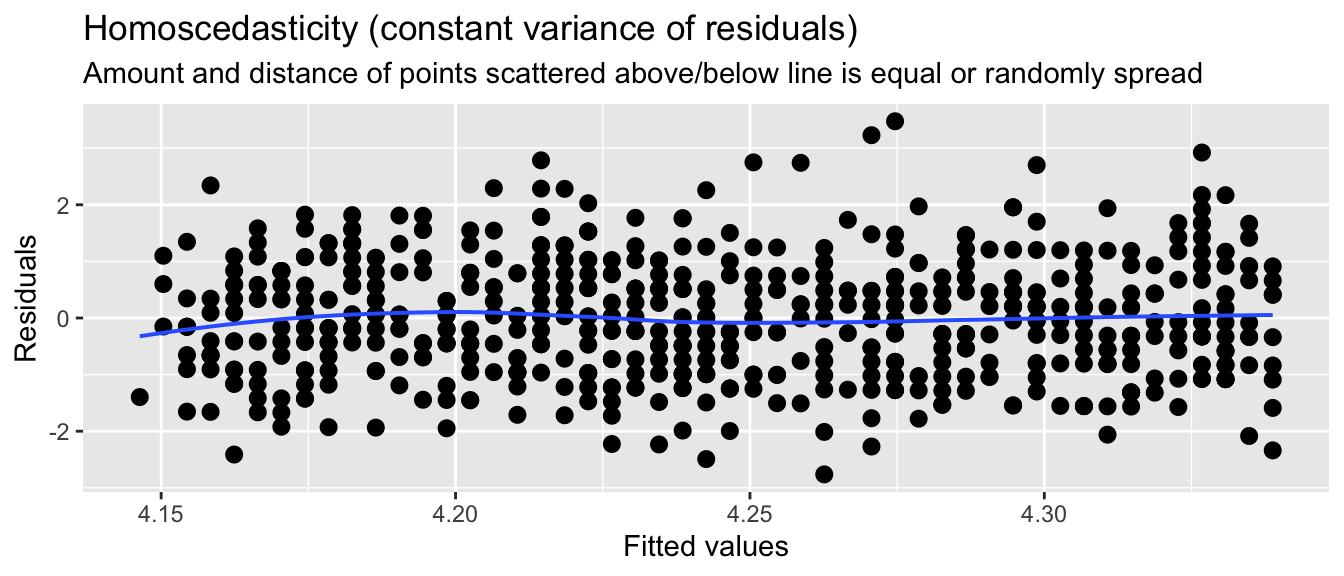 Homoscedasticity (constant variance of residuals)
Amount and distance of points scattered above/below line is equal or randomly spread
Residuals
2
0
-2
4.15
4.20
4.25
4.30
Fitted values